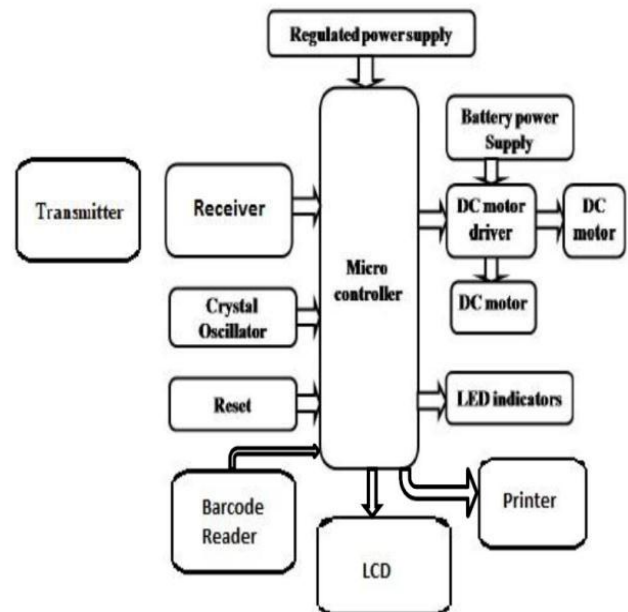 Regulated power supply
Battery power
Supply
Transmitter
Receiver
DC motor
driver
DC
motor
Micro
controller
DC motor
Crystal
Oscillator
Reset
LED indicators
Barcode
Reader
LCD
Printer